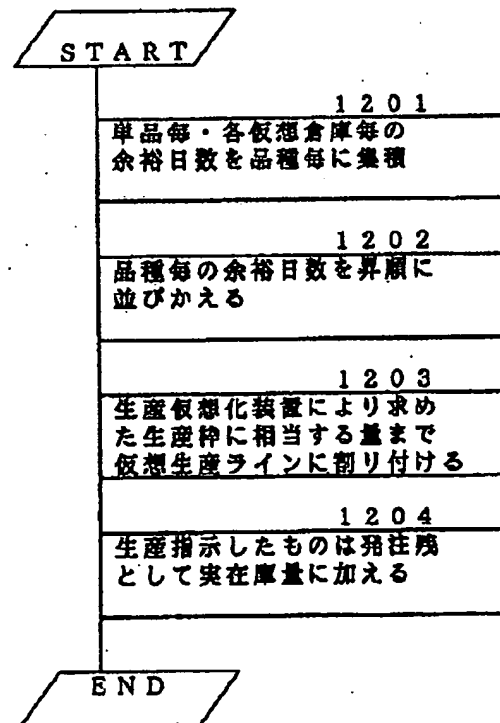 START
1201
単品毎・各仮想倉庫毎の
余裕日数を品種毎に集積
1202
品種毎の余裕日数を昇順に
並びかえる
1203
生産仮想化装置により求め
た生産枠に相当する量まで
仮想生産ラインに割り付ける
1204
生産指示したものは発注残
として実在庫量に加える
END